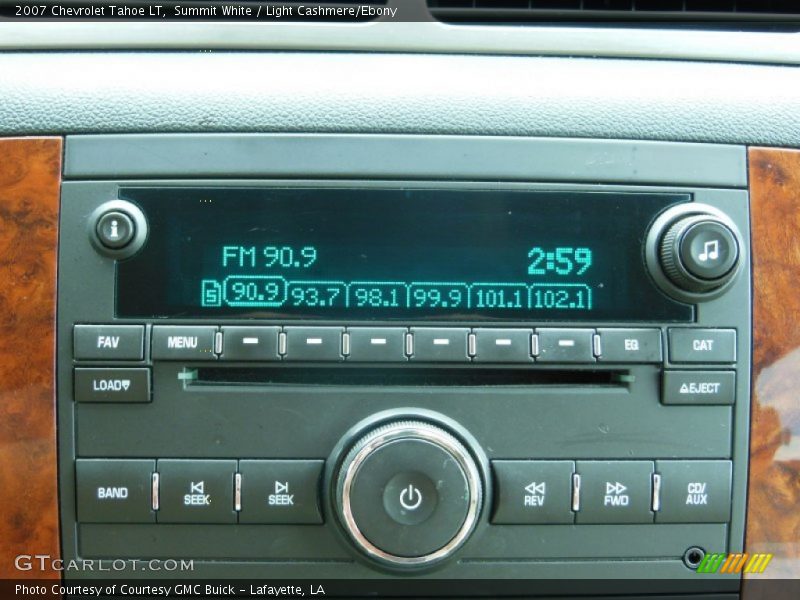 2007 Chevrolet Tahoe LT, Summit White / Light Cashmere/Ebony
i
FM 90.9 2:59
5 90.9 93.7 98.1 99.9 101.1 102.1
FAV MENU EQ CAT
LOAD EJECT
BAND SEEK SEEK REV FWD CD/
AUX
GTCARLOT.COM
Photo Courtesy of Courtesy GMC Buick - Lafayette, LA